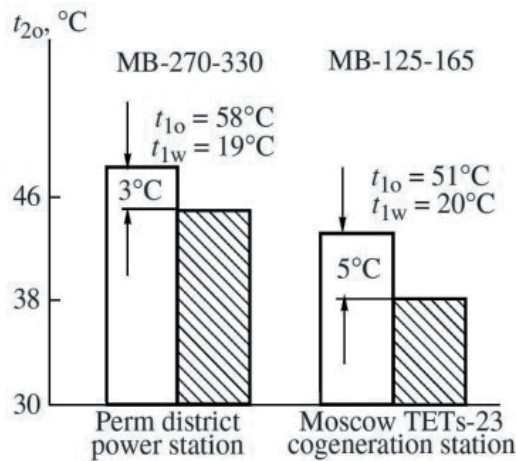 t₂ₒ, °C
MB-270-330
MB-125-165
t₁ₒ = 58°C
t₁w = 19°C
t₁ₒ = 51°C
t₁w = 20°C
46
3°C
5°C
38
30
Perm district
power station
Moscow TETs-23
cogeneration station